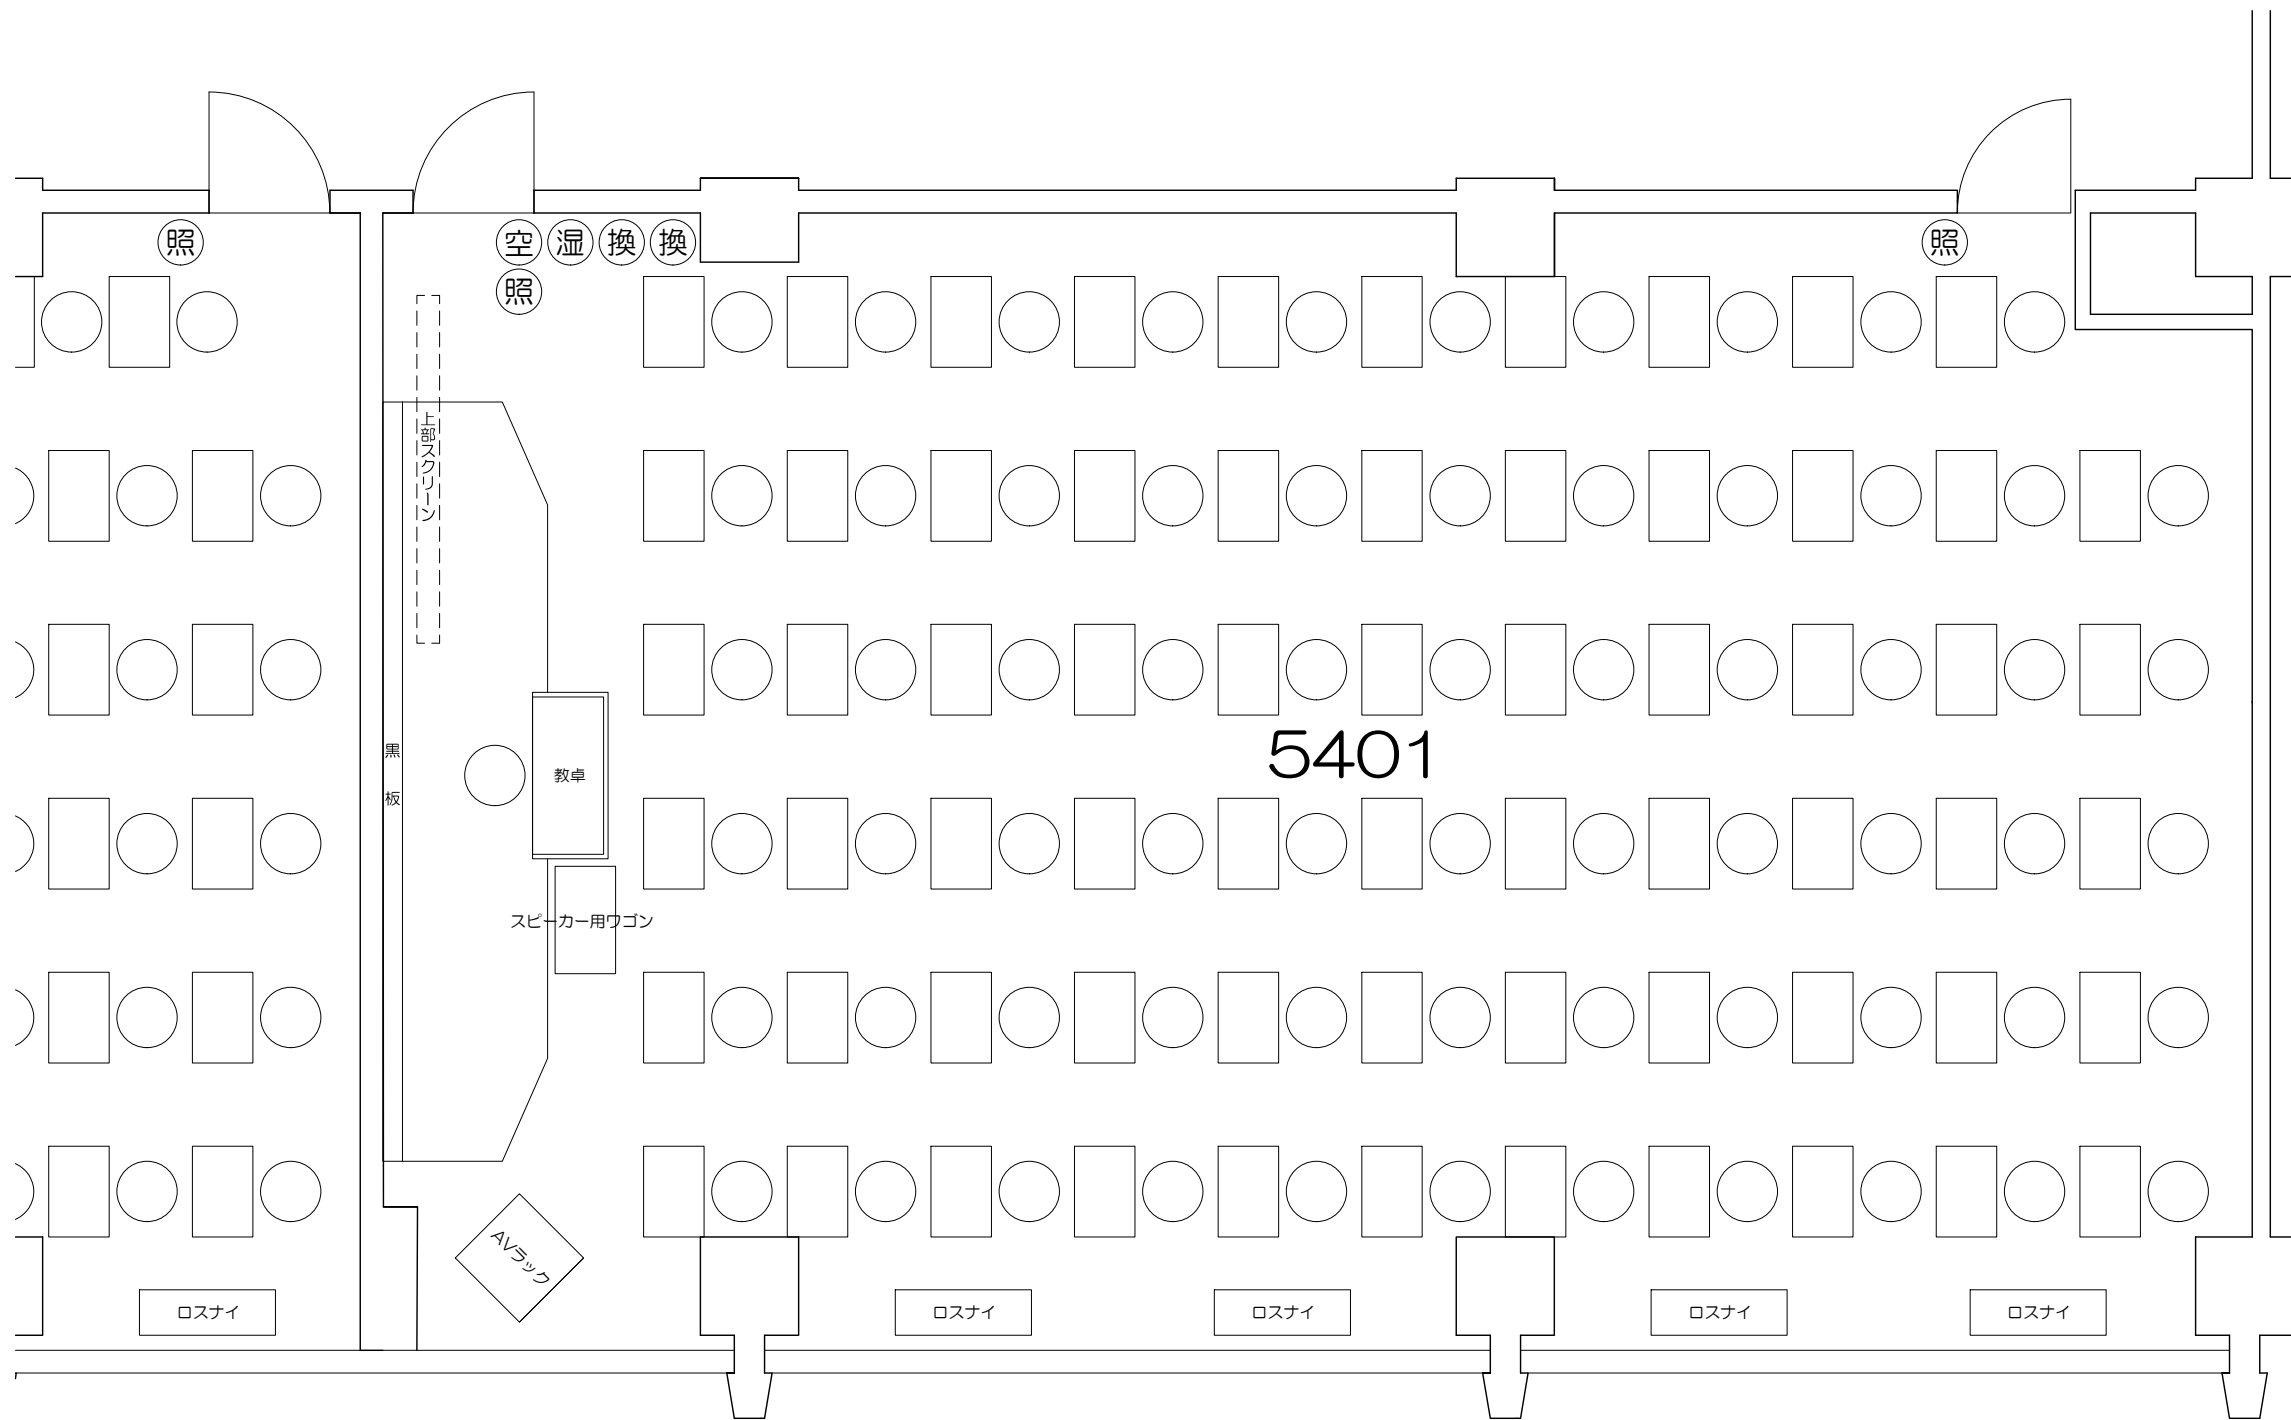 照
空 湿 換 換
照
照
上部スクリーン
黒板
教卓
5401
スピーカー用ワゴン
AVラック
ロスナイ
ロスナイ
ロスナイ
ロスナイ
ロスナイ